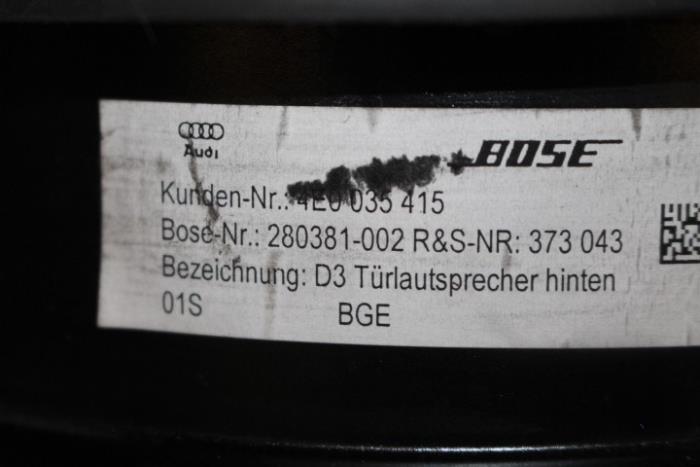 Audi
BOSE
Kunden-Nr.: 4E0 035 415
Bose-Nr.: 280381-002 R&S-NR: 373 043
Bezeichnung: D3 Türlautsprecher hinten
01S BGE